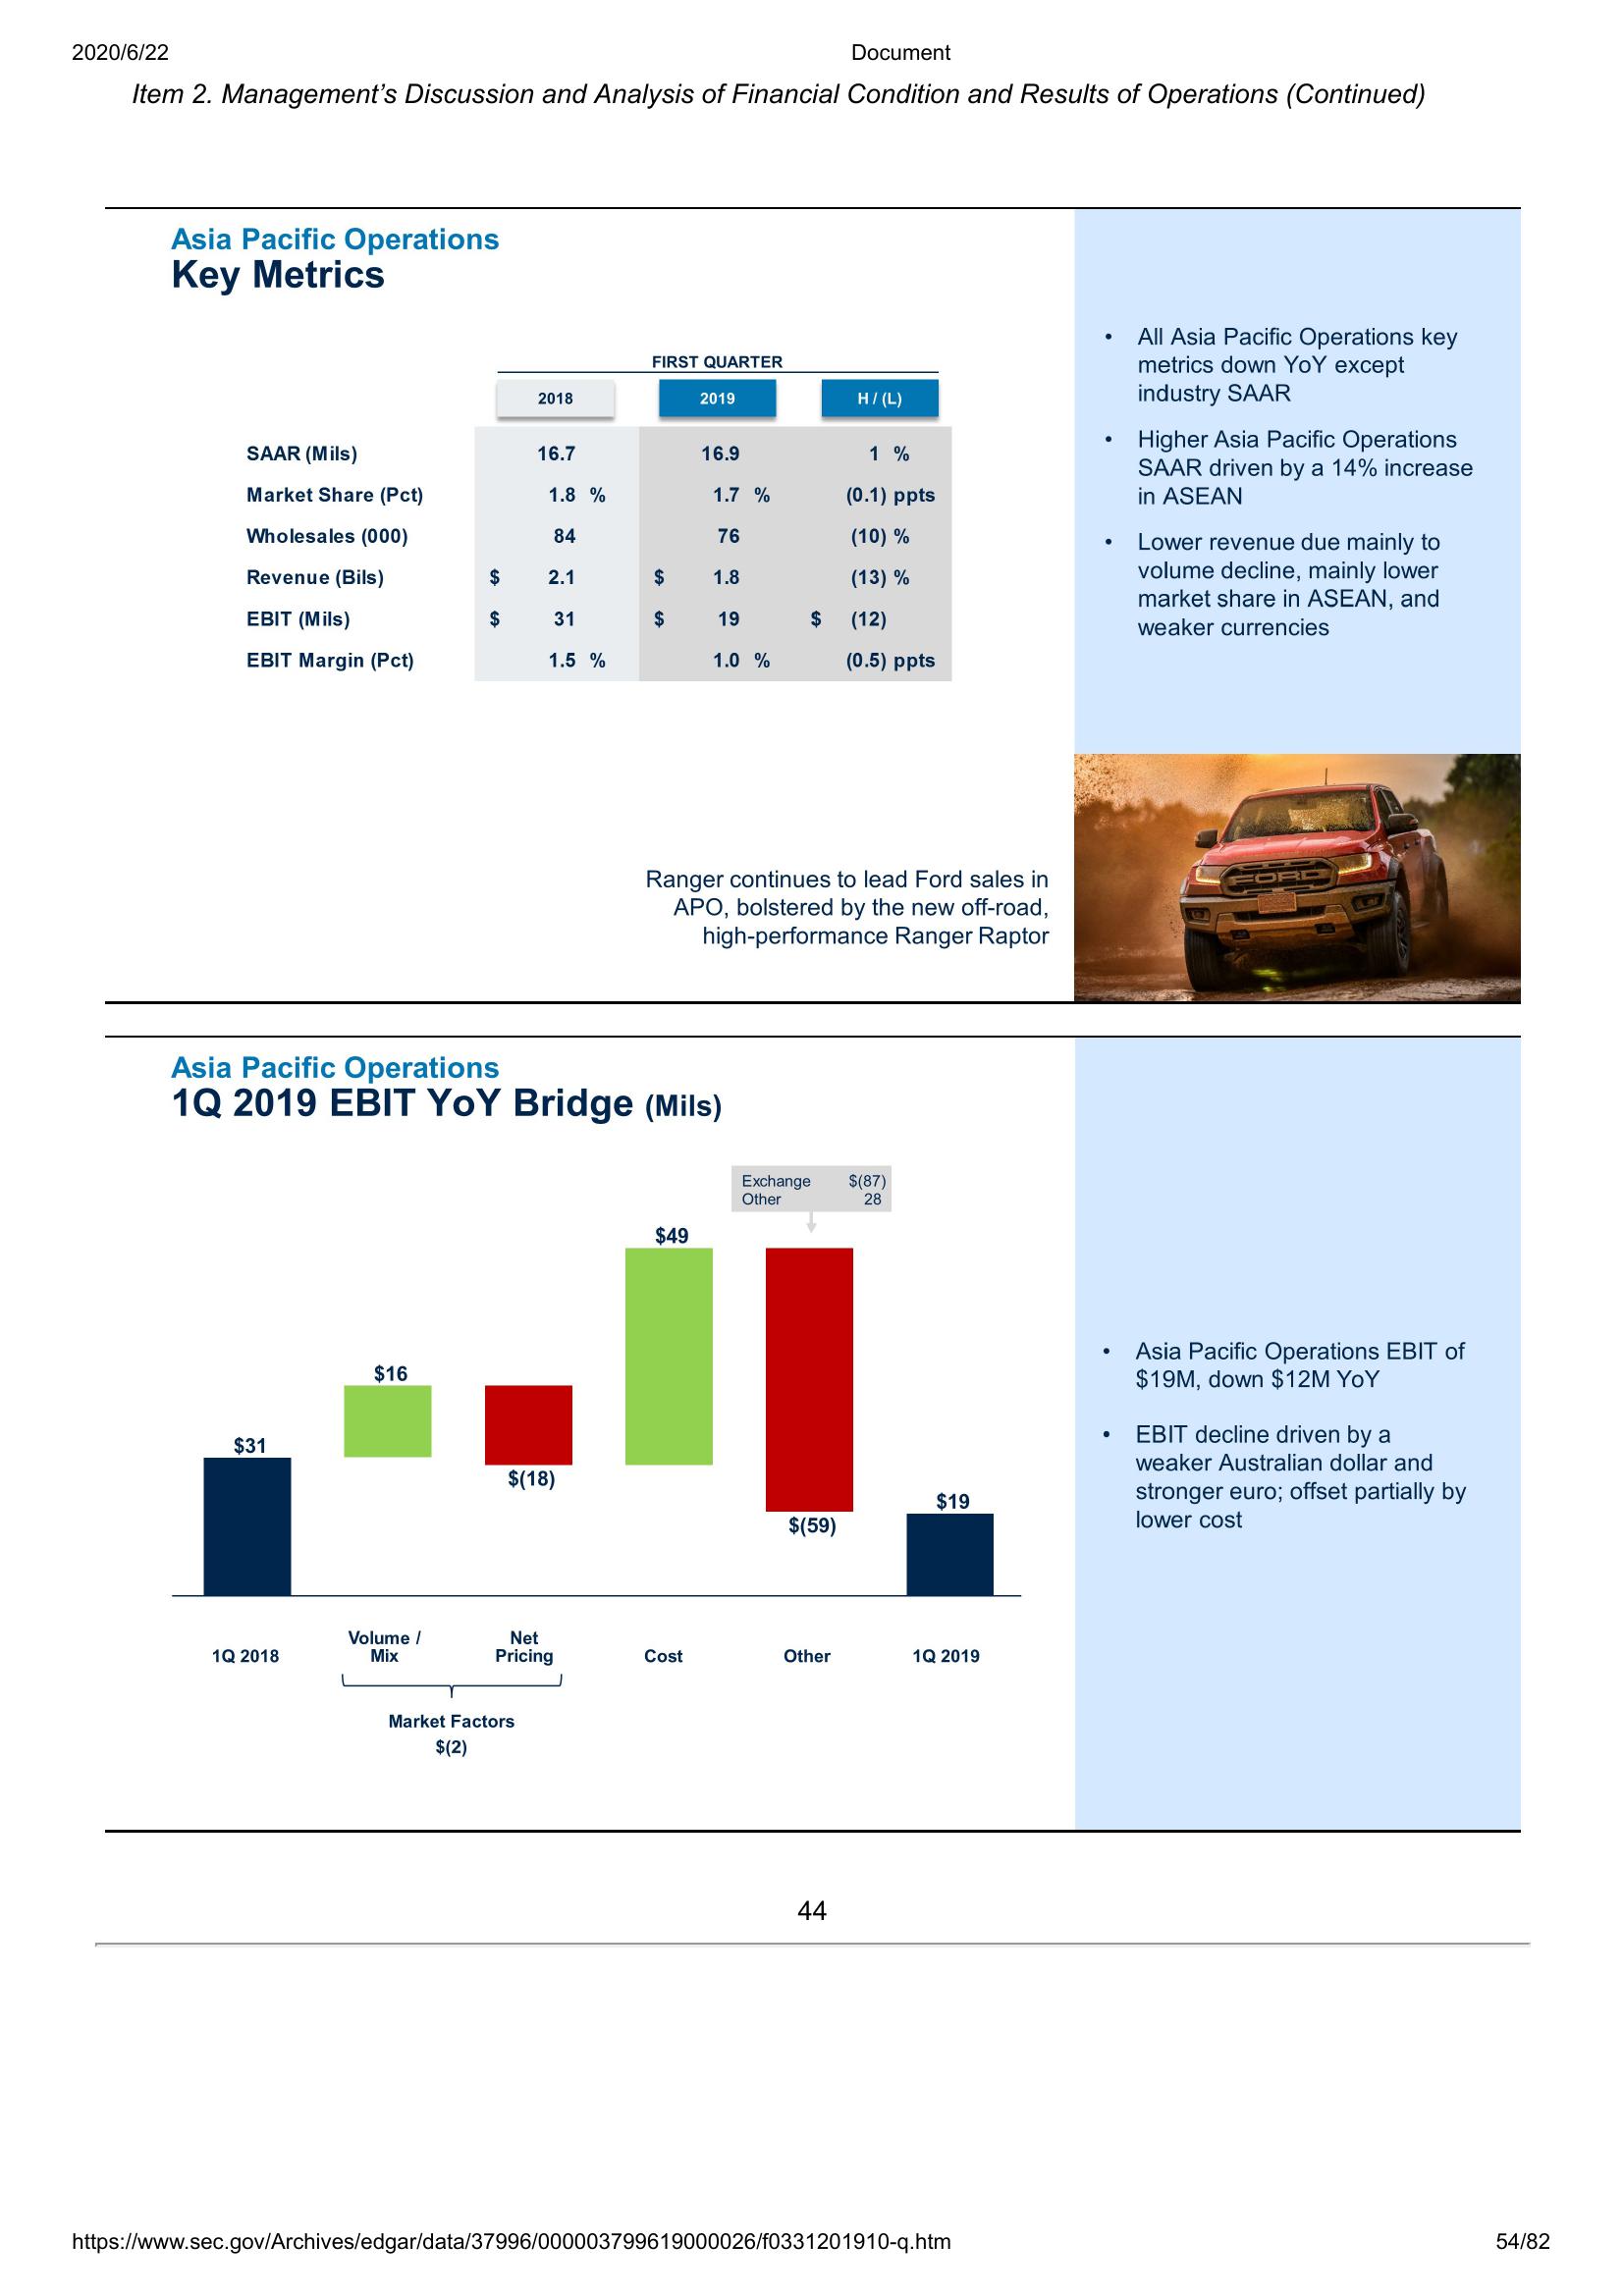 2020/6/22 Document
Item 2. Management’s Discussion and Analysis of Financial Condition and Results of Operations (Continued)
Asia Pacific Operations
Key Metrics
FIRST QUARTER
2018 2019 H / (L)
SAAR (Mils) 16.7 16.9 1 %
Market Share (Pct) 1.8 % 1.7 % (0.1) ppts
Wholesales (000) 84 76 (10) %
Revenue (Bils) $ 2.1 $ 1.8 (13) %
EBIT (Mils) $ 31 $ 19 $ (12)
EBIT Margin (Pct) 1.5 % 1.0 % (0.5) ppts
• All Asia Pacific Operations key
metrics down YoY except
industry SAAR
• Higher Asia Pacific Operations
SAAR driven by a 14% increase
in ASEAN
• Lower revenue due mainly to
volume decline, mainly lower
market share in ASEAN, and
weaker currencies
Ranger continues to lead Ford sales in
APO, bolstered by the new off-road,
high-performance Ranger Raptor
FORD
Asia Pacific Operations
1Q 2019 EBIT YoY Bridge (Mils)
Exchange $(87)
Other 28
$49
$16
$31
$(18)
$19
$(59)
1Q 2018
Volume /
Mix
Net
Pricing
Cost
Other
1Q 2019
Market Factors
$(2)
• Asia Pacific Operations EBIT of
$19M, down $12M YoY
• EBIT decline driven by a
weaker Australian dollar and
stronger euro; offset partially by
lower cost
44
https://www.sec.gov/Archives/edgar/data/37996/000003799619000026/f0331201910-q.htm 54/82